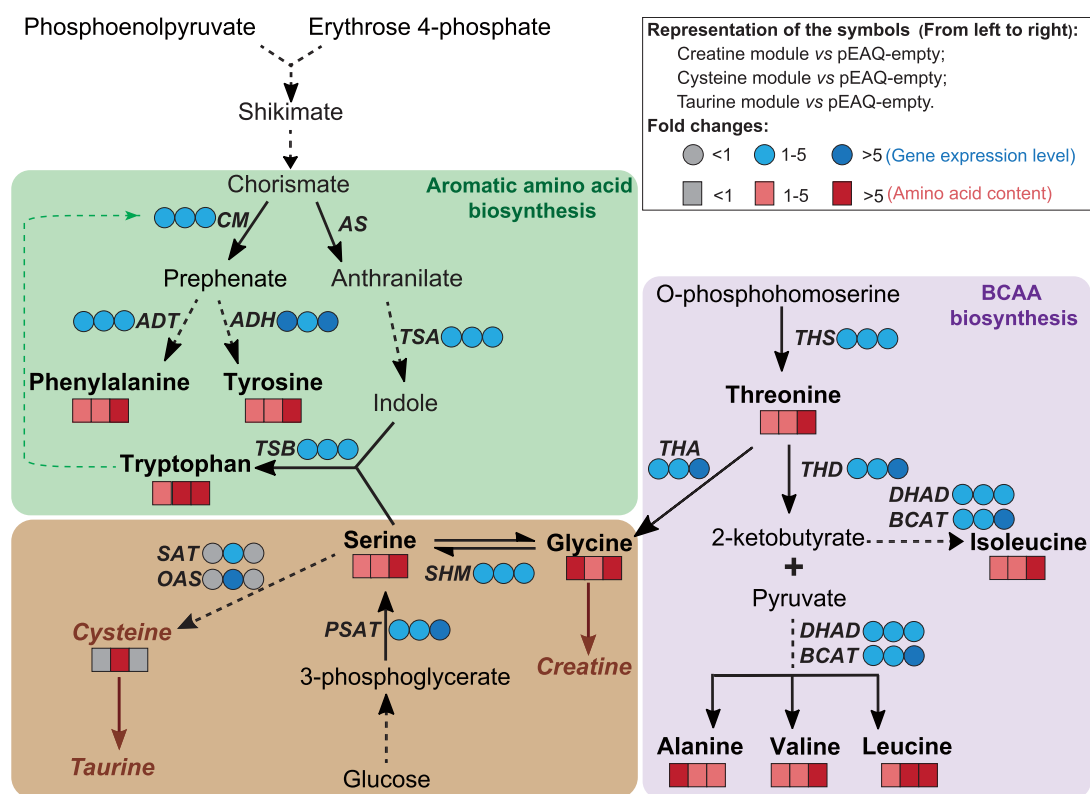 Phosphoenolpyruvate
Erythrose 4-phosphate
Shikimate
Representation of the symbols (From left to right):
Creatine module vs pEAQ-empty;
Cysteine module vs pEAQ-empty;
Taurine module vs pEAQ-empty.
Fold changes:
<1 1-5 >5 (Gene expression level)
<1 1-5 >5 (Amino acid content)
Chorismate
Aromatic amino acid
biosynthesis
CM
AS
Prephenate
Anthranilate
ADT
ADH
TSA
Phenylalanine
Tyrosine
Indole
TSB
Tryptophan
O-phosphohomoserine
BCAA
biosynthesis
THS
Threonine
THA
THD
DHAD
BCAT
2-ketobutyrate
Isoleucine
+
Pyruvate
DHAD
BCAT
Alanine
Valine
Leucine
SAT
OAS
Serine
Glycine
SHM
Cysteine
PSAT
Creatine
3-phosphoglycerate
Taurine
Glucose